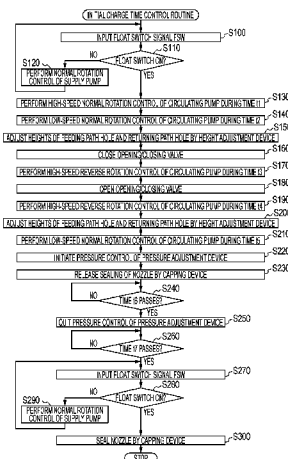 INITIAL CHARGE TIME CONTROL ROUTINE
S100
INPUT FLOAT SWITCH SIGNAL FSW
S110
NO
FLOAT SWITCH ON?
S120
YES
PERFORM NORMAL ROTATION
CONTROL OF SUPPLY PUMP
S130
PERFORM HIGH-SPEED NORMAL ROTATION CONTROL OF CIRCULATING PUMP DURING TIME t1
S140
PERFORM LOW-SPEED NORMAL ROTATION CONTROL OF CIRCULATING PUMP DURING TIME t2
S150
ADJUST HEIGHTS OF FEEDING PATH HOLE AND RETURNING PATH HOLE BY HEIGHT ADJUSTMENT DEVICE
S160
CLOSE OPENING/CLOSING VALVE
S170
PERFORM HIGH-SPEED REVERSE ROTATION CONTROL OF CIRCULATING PUMP DURING TIME t3
S180
OPEN OPENING/CLOSING VALVE
S190
PERFORM HIGH-SPEED REVERSE ROTATION CONTROL OF CIRCULATING PUMP DURING TIME t4
S200
ADJUST HEIGHTS OF FEEDING PATH HOLE AND RETURNING PATH HOLE BY HEIGHT ADJUSTMENT DEVICE
S210
PERFORM LOW-SPEED NORMAL ROTATION CONTROL OF CIRCULATING PUMP DURING TIME t5
S220
INITIATE PRESSURE CONTROL OF PRESSURE ADJUSTMENT DEVICE
S230
RELEASE SEALING OF NOZZLE BY CAPPING DEVICE
S240
NO
TIME t6 PASSES?
YES
S250
QUIT PRESSURE CONTROL OF PRESSURE ADJUSTMENT DEVICE
S260
NO
TIME t7 PASSES?
YES
S270
INPUT FLOAT SWITCH SIGNAL FSW
S280
NO
FLOAT SWITCH ON?
S290
YES
PERFORM NORMAL ROTATION
CONTROL OF SUPPLY PUMP
S300
SEAL NOZZLE BY CAPPING DEVICE
STOP